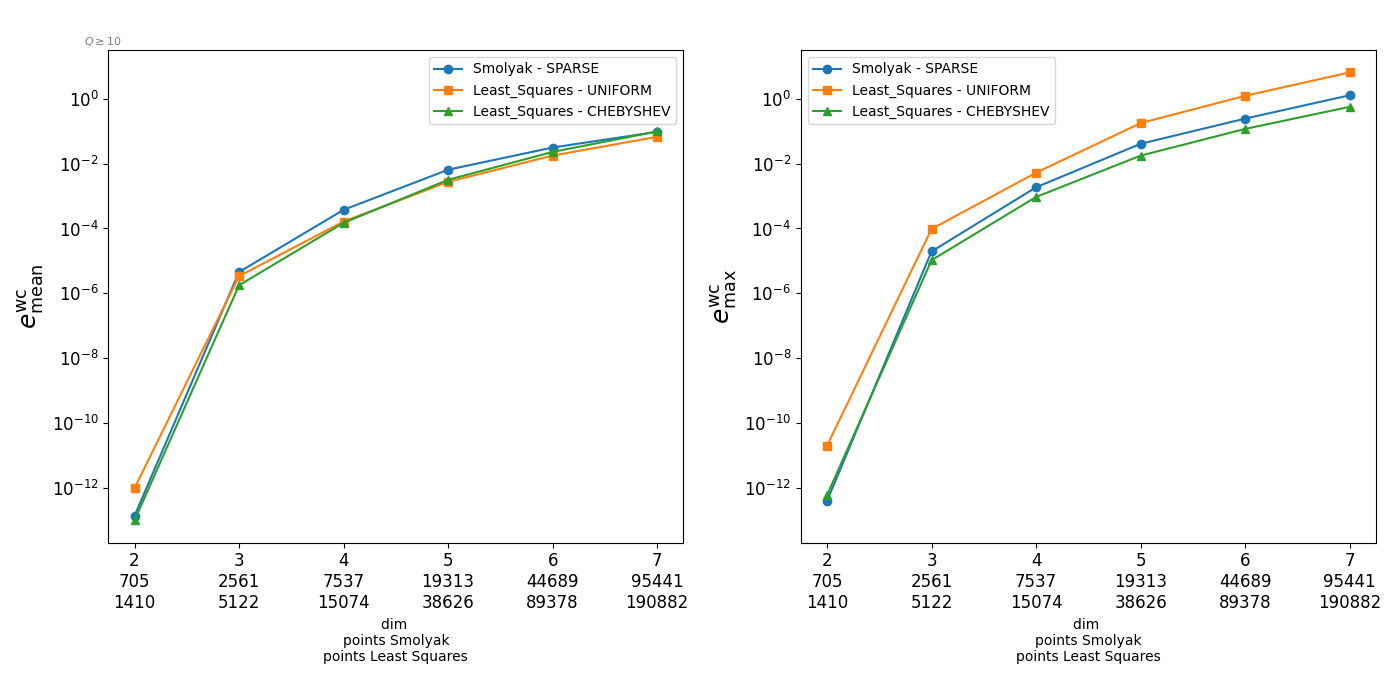 Q ≥ 10
Smolyak - SPARSE
Least_Squares - UNIFORM
Least_Squares - CHEBYSHEV
10⁰
10⁻²
10⁻⁴
10⁻⁶
10⁻⁸
10⁻¹⁰
10⁻¹²
e^wc_mean
2 3 4 5 6 7
705 2561 7537 19313 44689 95441
1410 5122 15074 38626 89378 190882
dim
points Smolyak
points Least Squares
Smolyak - SPARSE
Least_Squares - UNIFORM
Least_Squares - CHEBYSHEV
10⁰
10⁻²
10⁻⁴
10⁻⁶
10⁻⁸
10⁻¹⁰
10⁻¹²
e^wc_max
2 3 4 5 6 7
705 2561 7537 19313 44689 95441
1410 5122 15074 38626 89378 190882
dim
points Smolyak
points Least Squares